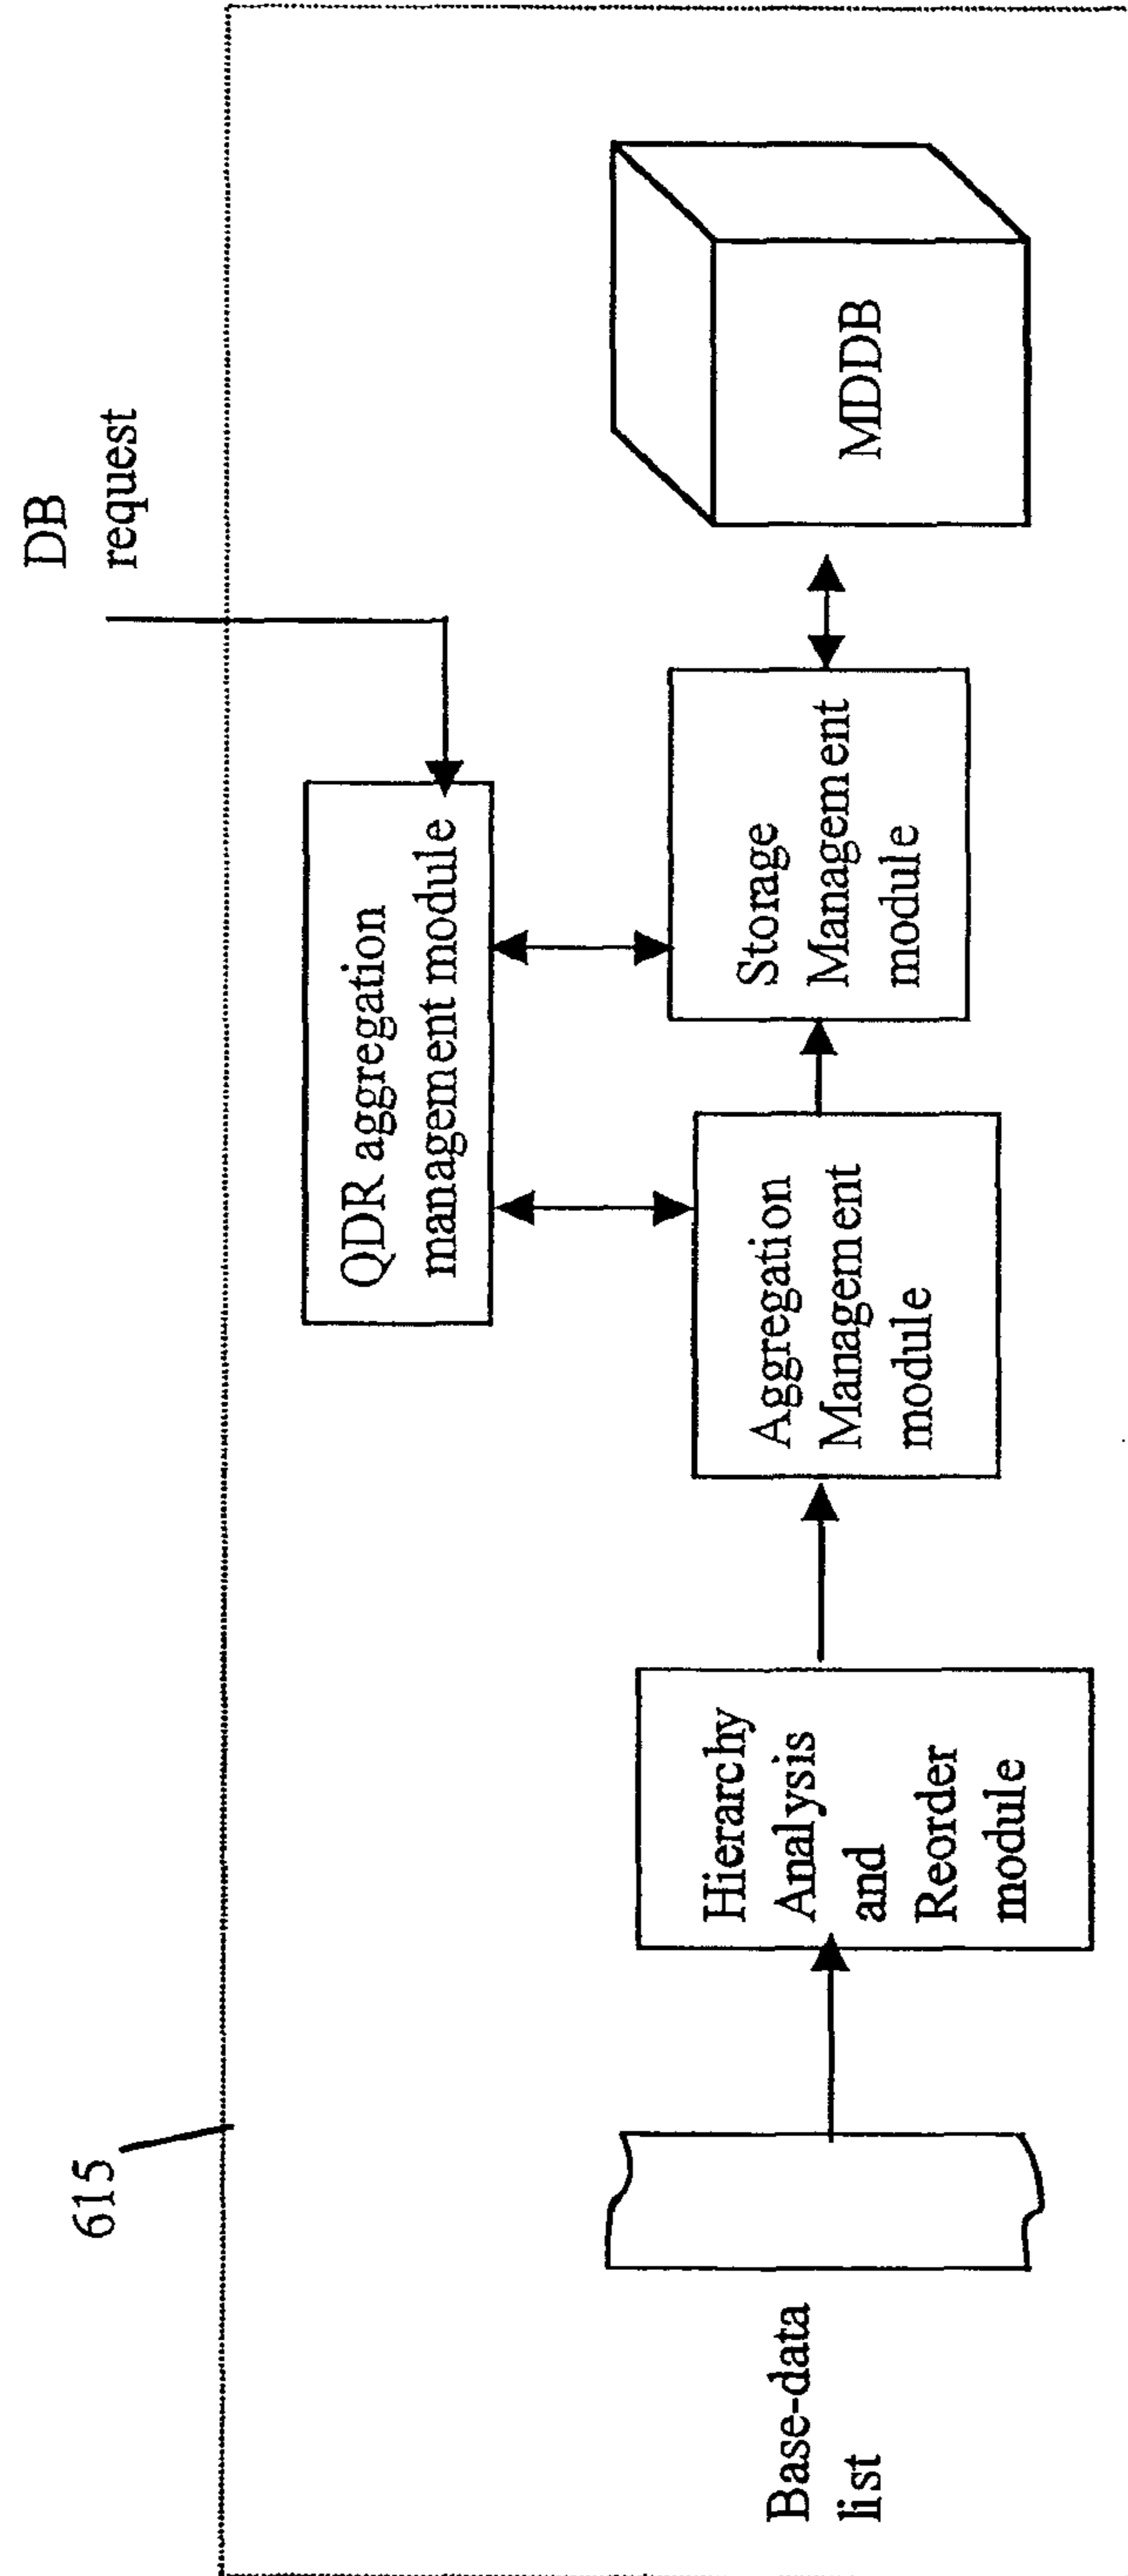 DB
request
615
QDR aggregation
management module
Base-data
list
Hierarchy
Analysis
and
Reorder
module
Aggregation
Management
module
Storage
Management
module
MDDB